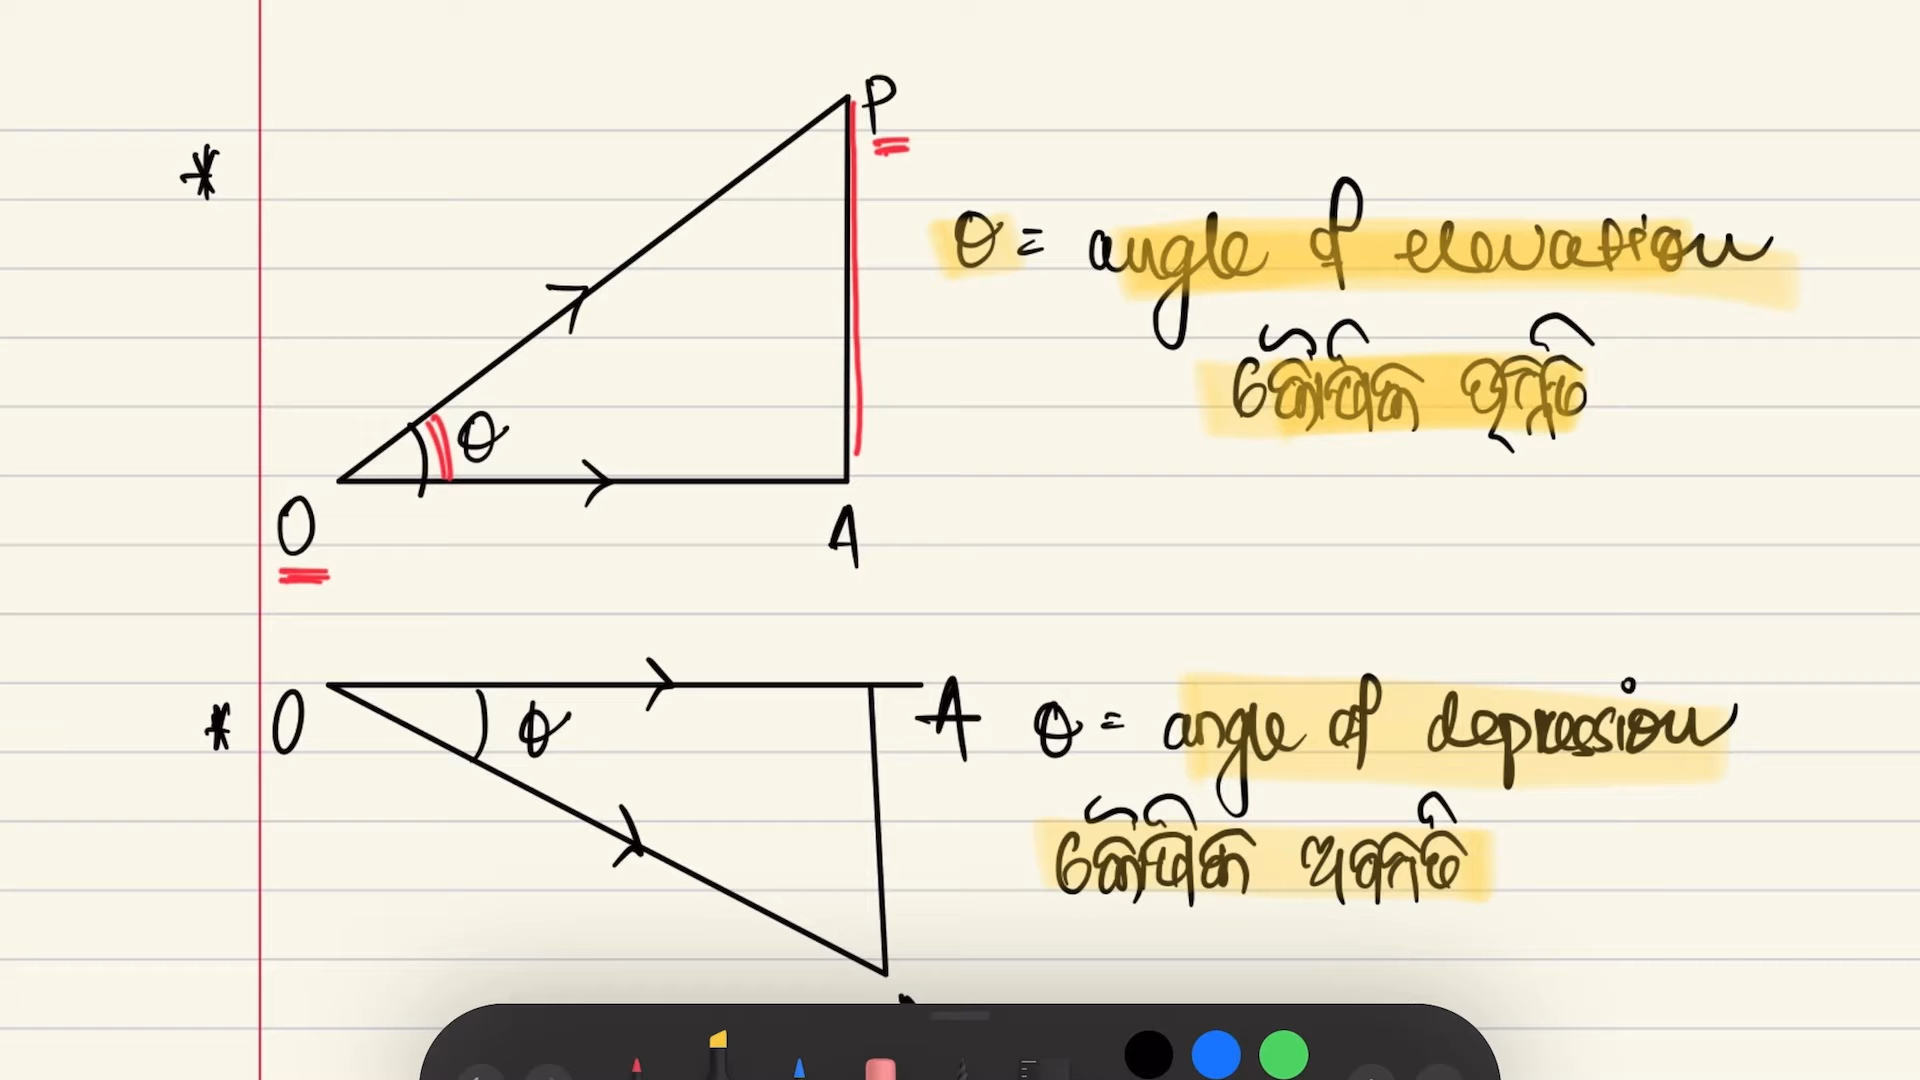 *
P
θ = angle of elevation
କୌଣିକ ଉନ୍ନତି
θ
O
A
* O
θ
A
θ = angle of depression
କୌଣିକ ଅବନତି